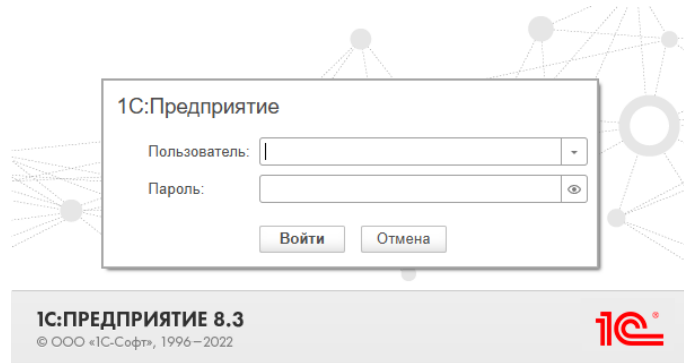 1С:Предприятие
Пользователь:
Пароль:
Войти Отмена
1С:ПРЕДПРИЯТИЕ 8.3
© ООО «1С-Софт», 1996–2022
1С®